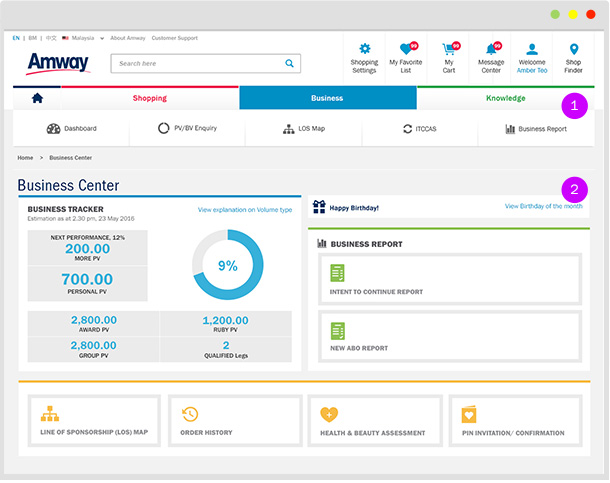 EN | BM | 中文 Malaysia About Amway Customer Support
Amway
Search here
Shopping Settings
99
My Favorite List
99
My Cart
99
Message Center
Welcome Amber Teo
Shop Finder
Shopping Business Knowledge
1
Dashboard PV/BV Enquiry LOS Map ITCCAS Business Report
Home > Business Center
2
Business Center
BUSINESS TRACKER View explanation on Volume type
Estimation as at 2.30 pm, 23 May 2016
NEXT PERFORMANCE, 12%
200.00
MORE PV
700.00
PERSONAL PV
9%
2,800.00 1,200.00
AWARD PV RUBY PV
2,800.00 2
GROUP PV QUALIFIED Legs
Happy Birthday! View Birthday of the month
BUSINESS REPORT
INTENT TO CONTINUE REPORT
NEW ABO REPORT
LINE OF SPONSORSHIP (LOS) MAP ORDER HISTORY HEALTH & BEAUTY ASSESSMENT PIN INVITATION/ CONFIRMATION